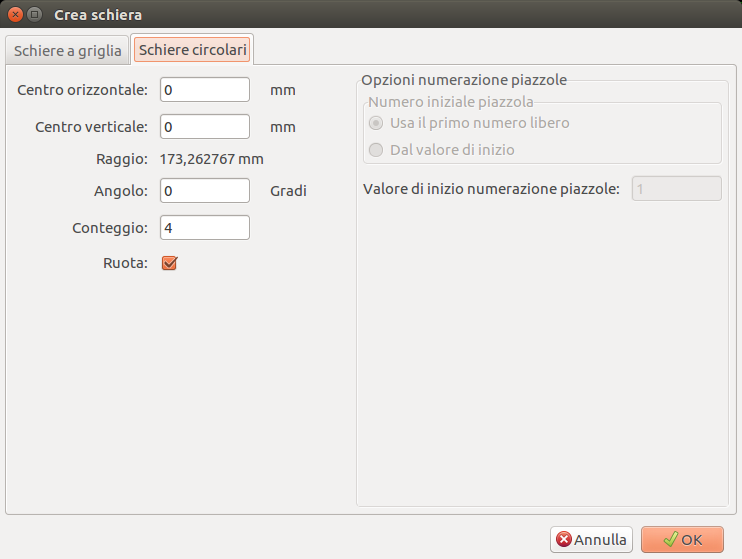 Crea schiera
Schiere a griglia
Schiere circolari
Centro orizzontale: 0 mm
Centro verticale: 0 mm
Raggio: 173,262767 mm
Angolo: 0 Gradi
Conteggio: 4
Ruota:
Opzioni numerazione piazzole
Numero iniziale piazzola
Usa il primo numero libero
Dal valore di inizio
Valore di inizio numerazione piazzole: 1
Annulla
OK